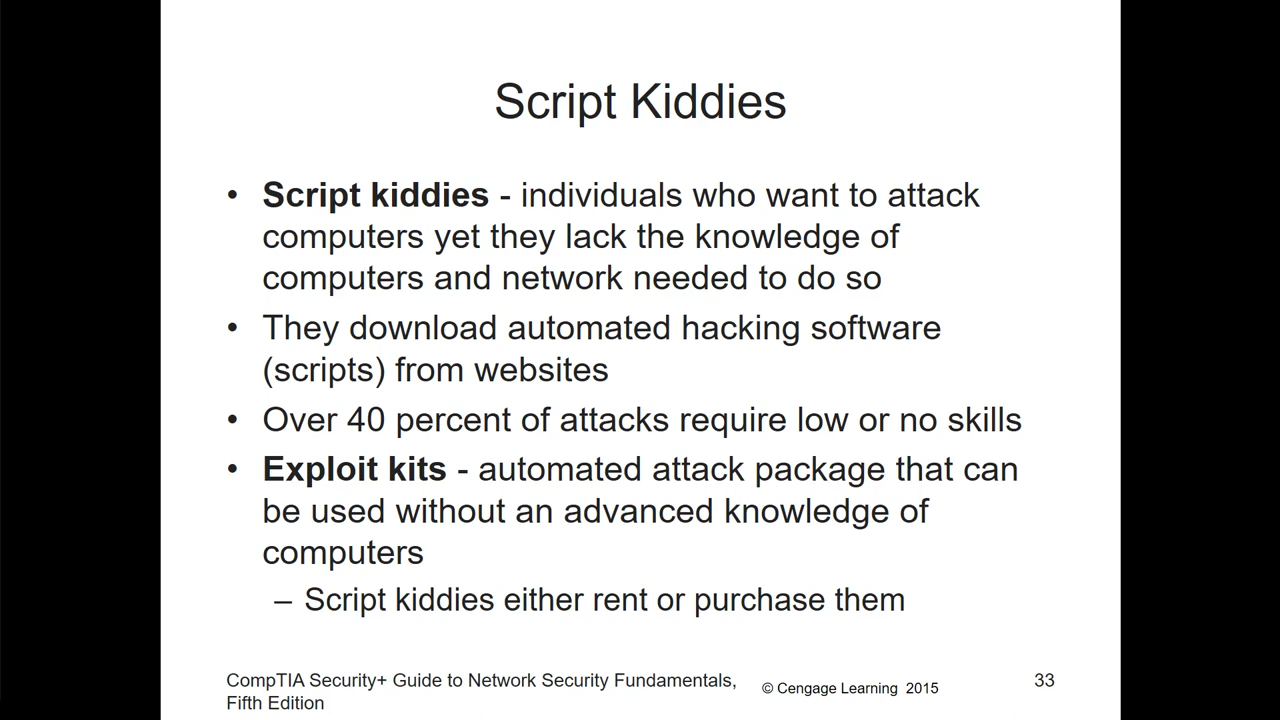 Script Kiddies
• Script kiddies - individuals who want to attack
computers yet they lack the knowledge of
computers and network needed to do so
• They download automated hacking software
(scripts) from websites
• Over 40 percent of attacks require low or no skills
• Exploit kits - automated attack package that can
be used without an advanced knowledge of
computers
– Script kiddies either rent or purchase them
CompTIA Security+ Guide to Network Security Fundamentals,
Fifth Edition
© Cengage Learning 2015
33